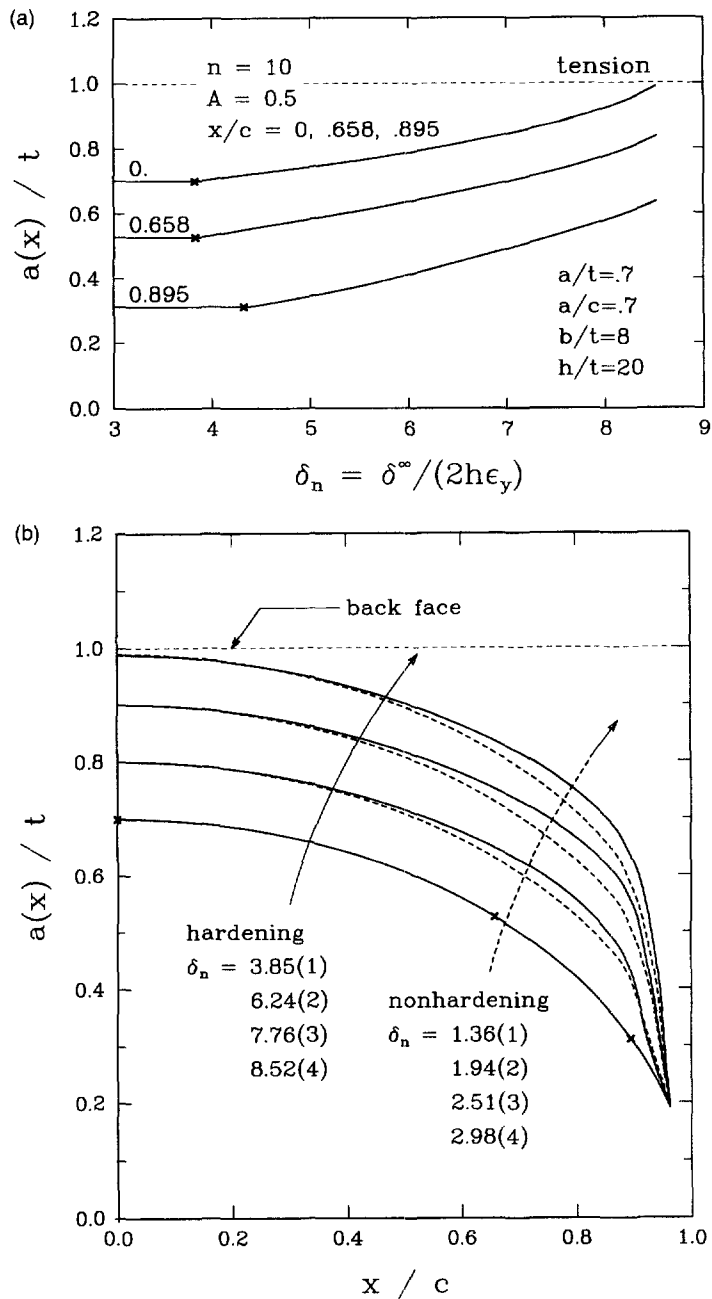 (a)
1.2
1.0
0.8
0.6
0.4
0.2
0.0
a(x) / t
n = 10
A = 0.5
x/c = 0, .658, .895
tension
0.
0.658
0.895
a/t=.7
a/c=.7
b/t=8
h/t=20
3 4 5 6 7 8 9
δₙ = δ^∞/(2hϵᵧ)
(b)
1.2
1.0
0.8
0.6
0.4
0.2
0.0
a(x) / t
back face
hardening
δₙ = 3.85(1)
6.24(2)
7.76(3)
8.52(4)
nonhardening
δₙ = 1.36(1)
1.94(2)
2.51(3)
2.98(4)
0.0 0.2 0.4 0.6 0.8 1.0
x / c